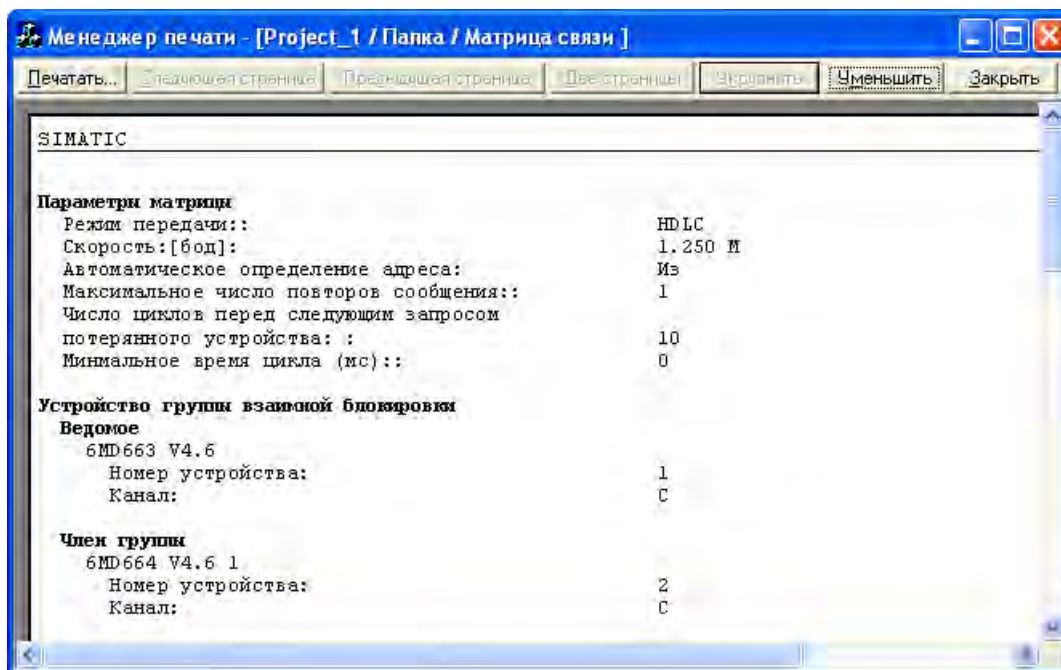 Менеджер печати - [Project_1 / Папка / Матрица связи ]
Печатать... Следующая страница Предыдущая страница Две страницы Укрупнить Уменьшить Закрыть
SIMATIC
Параметры матрицы
Режим передачи:: HDLC
Скорость:[бод]: 1.250 M
Автоматическое определение адреса: Из
Максимальное число повторов сообщения:: 1
Число циклов перед следующим запросом
потерянного устройства: : 10
Минмальное время цикла (мс):: 0
Устройство группы взаимной блокировки
Ведомое
6MD663 V4.6
Номер устройства: 1
Канал: C
Член группы
6MD664 V4.6 1
Номер устройства: 2
Канал: C